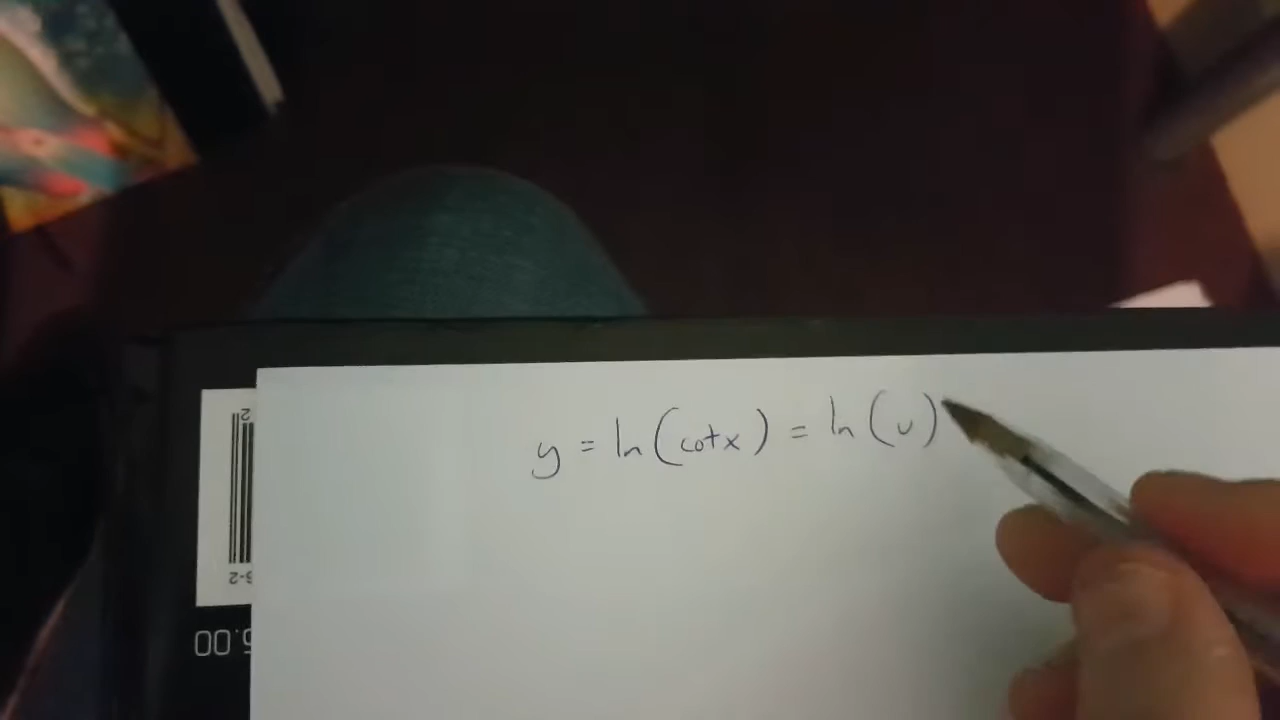 y = ln(cotx) = ln(u)